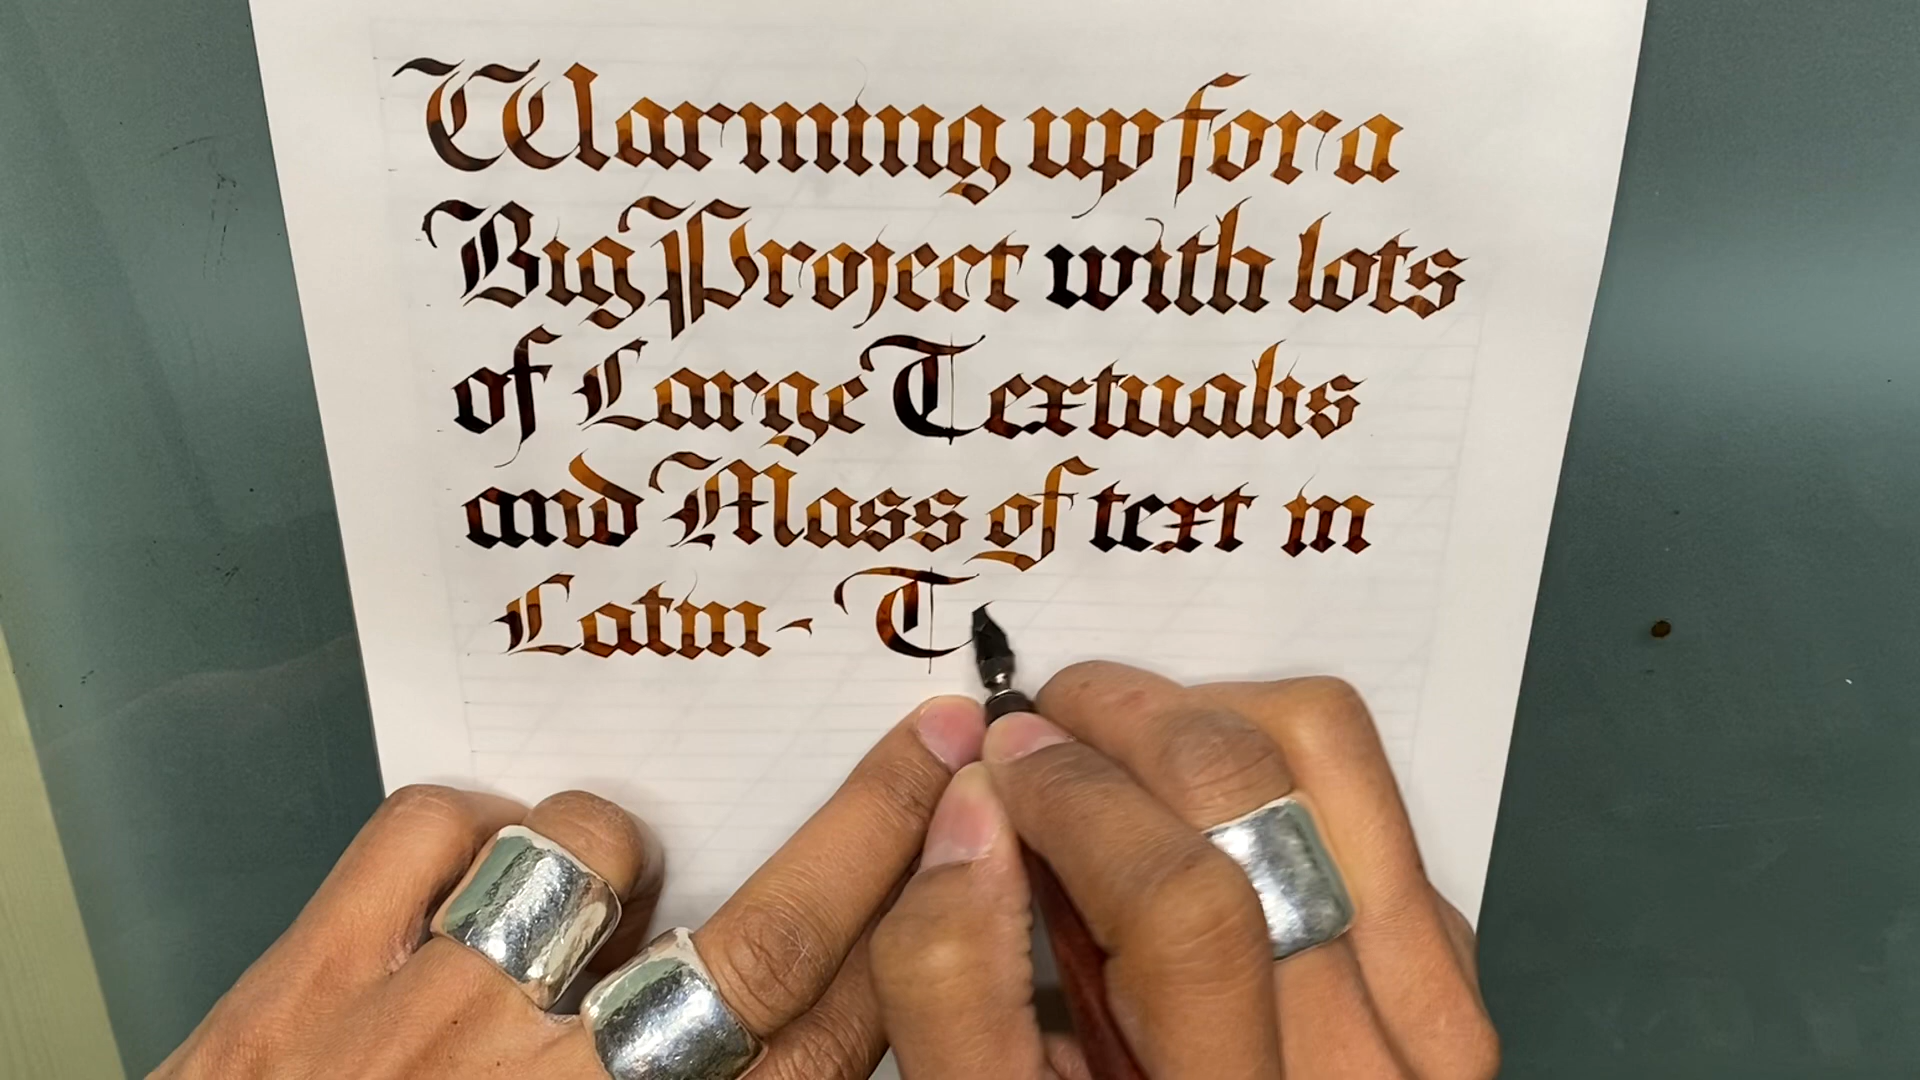 Warming up for a
Big Project with lots
of Large Textualis
and Mass of text in
Latin - T